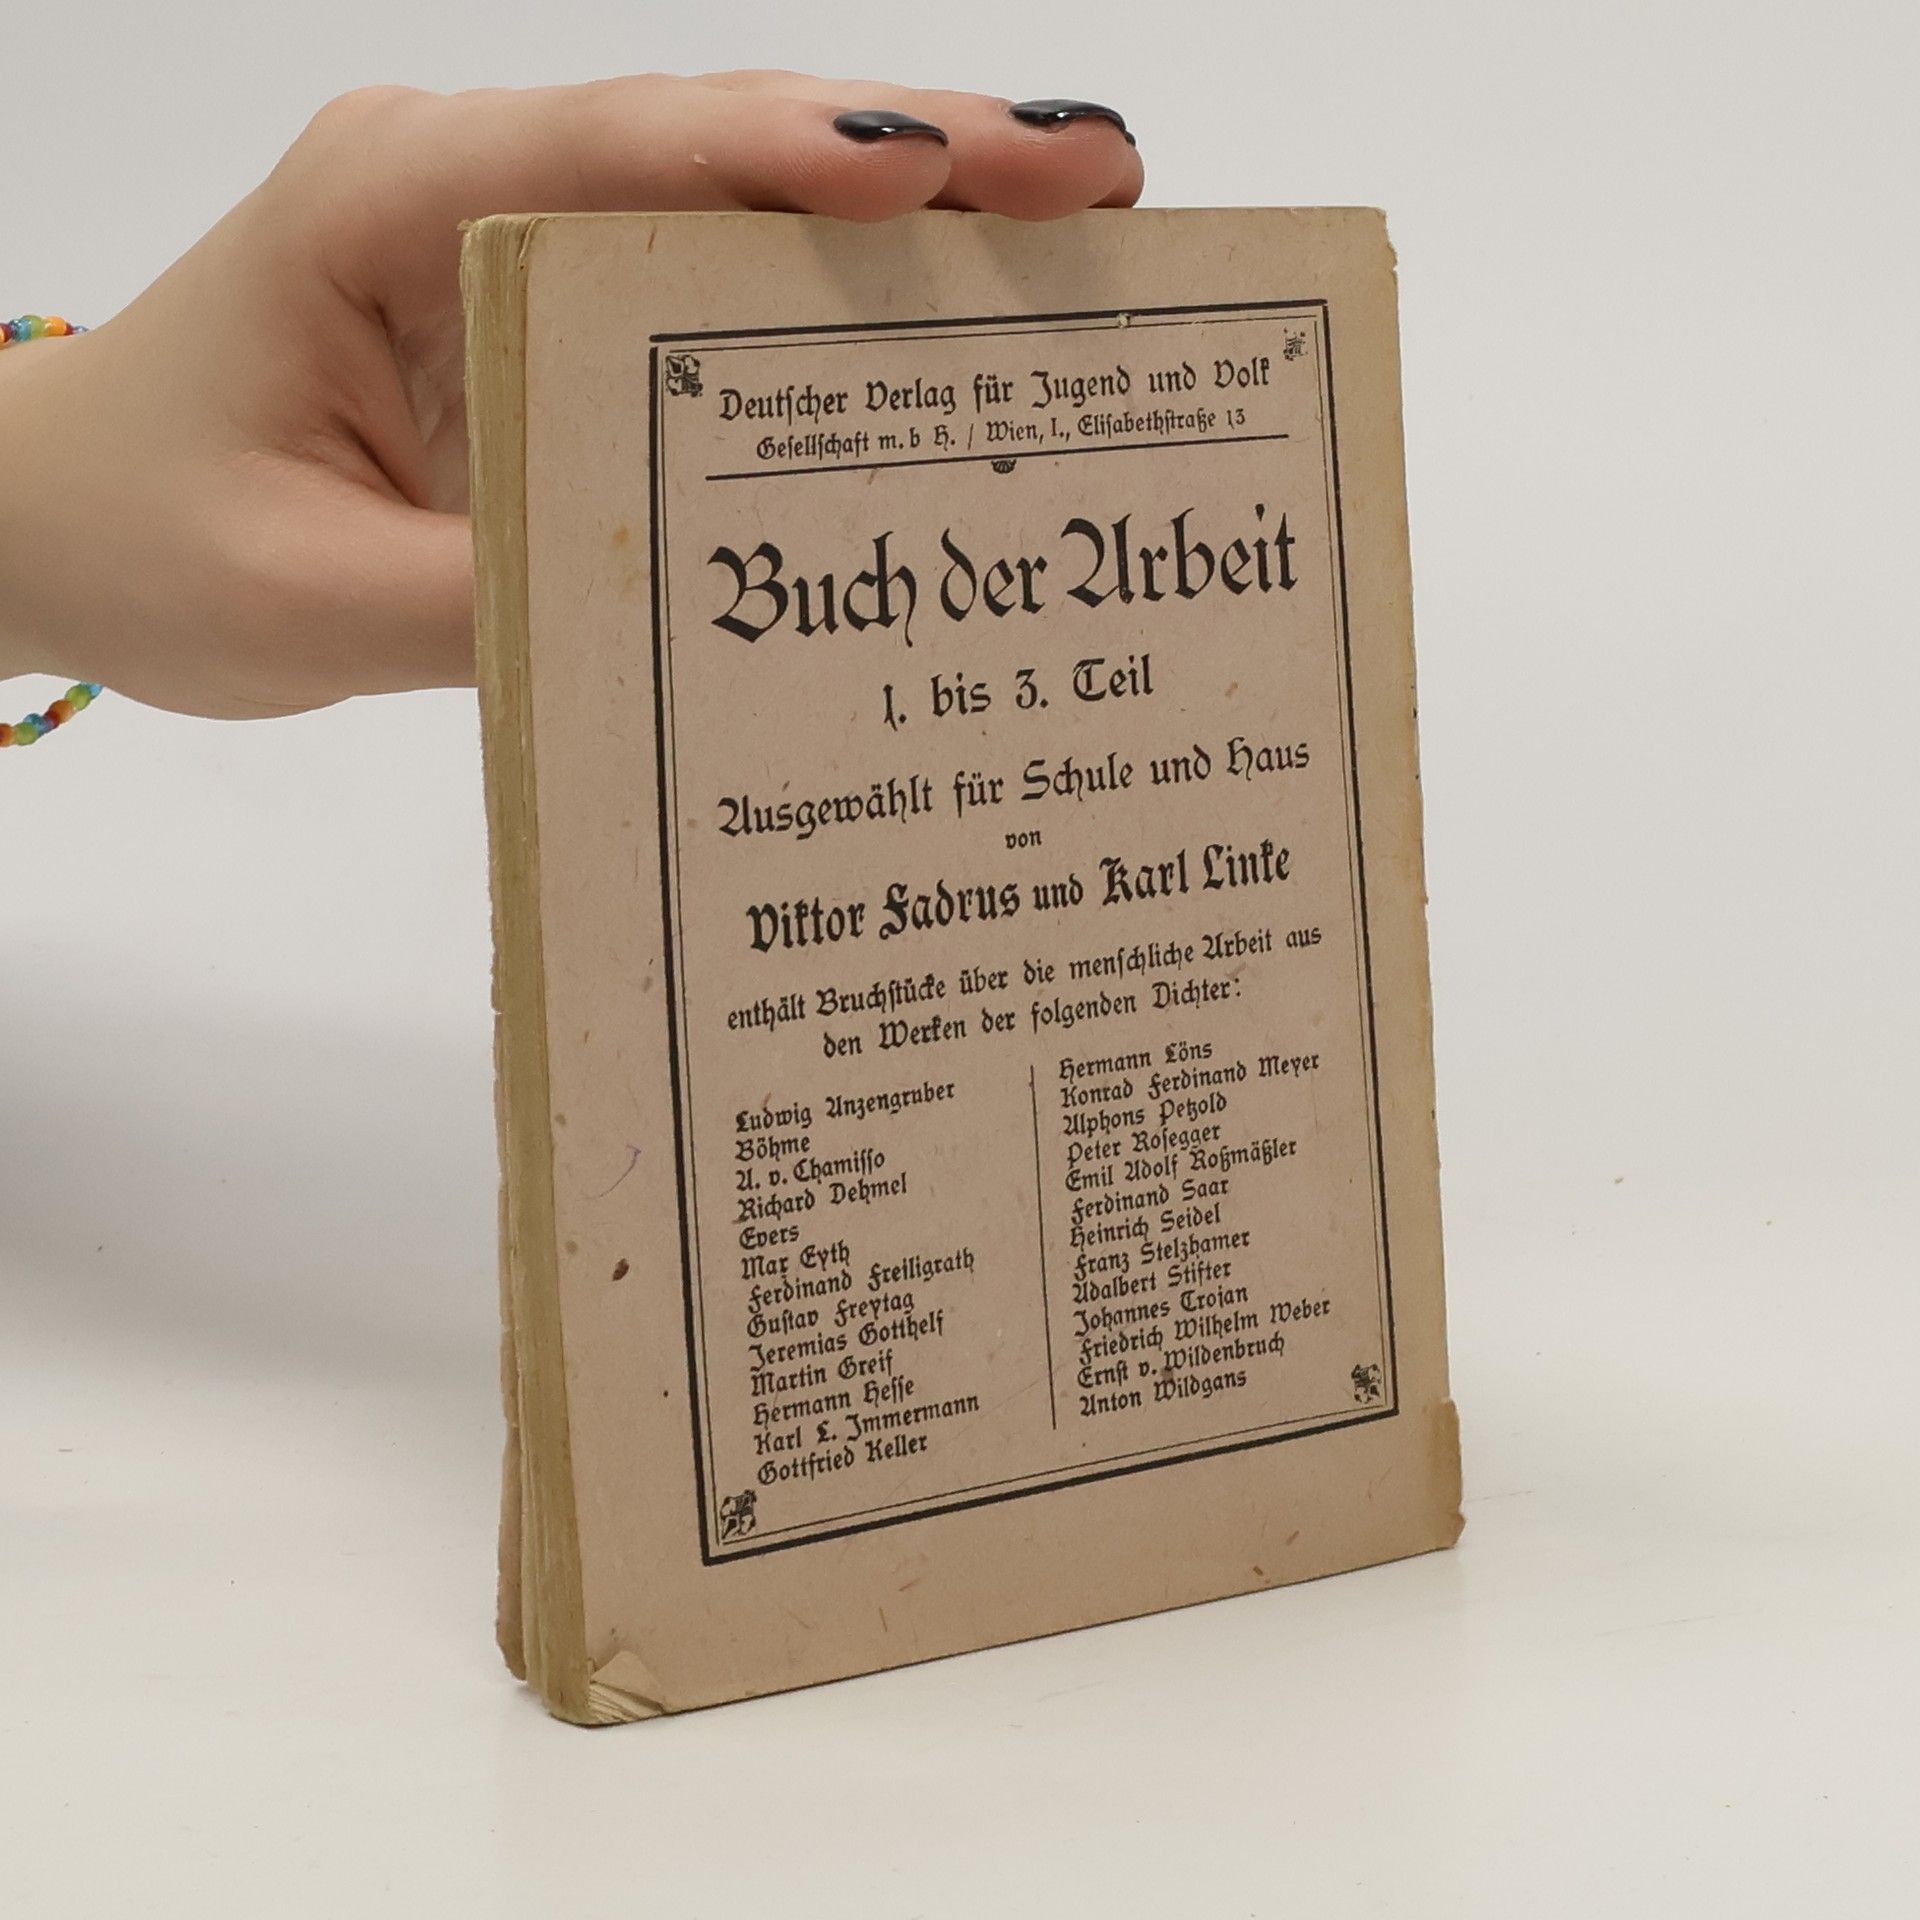 Deutscher Verlag für Jugend und Volk
Gesellschaft m. b H. / Wien, I., Elisabethstraße 13
Buch der Arbeit
1. bis 3. Teil
Ausgewählt für Schule und Haus
von
Viktor Fadrus und Karl Linke
enthält Bruchstücke über die menschliche Arbeit aus
den Werken der folgenden Dichter:
Ludwig Anzengruber
Böhme
A. v. Chamisso
Richard Dehmel
Evers
Max Eyth
Ferdinand Freiligrath
Gustav Freytag
Jeremias Gotthelf
Martin Greif
Hermann Hesse
Karl L. Immermann
Gottfried Keller
Hermann Löns
Konrad Ferdinand Meyer
Alphons Petzold
Peter Rosegger
Emil Adolf Roßmäßler
Ferdinand Saar
Heinrich Seidel
Franz Stelzhamer
Adalbert Stifter
Johannes Trojan
Friedrich Wilhelm Weber
Ernst v. Wildenbruch
Anton Wildgans